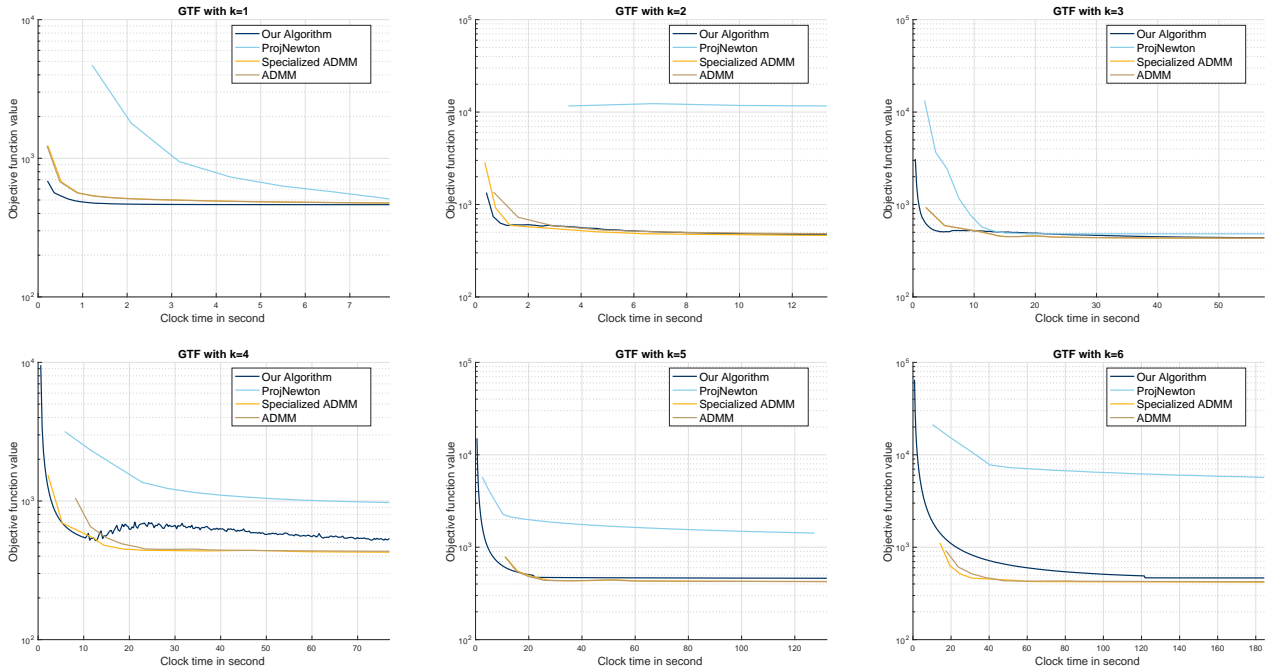 GTF with k=1
10^4
10^3
10^2
Objective function value
Our Algorithm
ProjNewton
Specialized ADMM
ADMM
0 1 2 3 4 5 6 7
Clock time in second
GTF with k=2
10^5
10^4
10^3
10^2
Objective function value
Our Algorithm
ProjNewton
Specialized ADMM
ADMM
0 2 4 6 8 10 12
Clock time in second
GTF with k=3
10^5
10^4
10^3
10^2
Objective function value
Our Algorithm
ProjNewton
Specialized ADMM
ADMM
0 10 20 30 40 50
Clock time in second
GTF with k=4
10^4
10^3
10^2
Objective function value
Our Algorithm
ProjNewton
Specialized ADMM
ADMM
0 10 20 30 40 50 60 70
Clock time in second
GTF with k=5
10^5
10^4
10^3
10^2
Objective function value
Our Algorithm
ProjNewton
Specialized ADMM
ADMM
0 20 40 60 80 100 120
Clock time in second
GTF with k=6
10^5
10^4
10^3
10^2
Objective function value
Our Algorithm
ProjNewton
Specialized ADMM
ADMM
0 20 40 60 80 100 120 140 160 180
Clock time in second